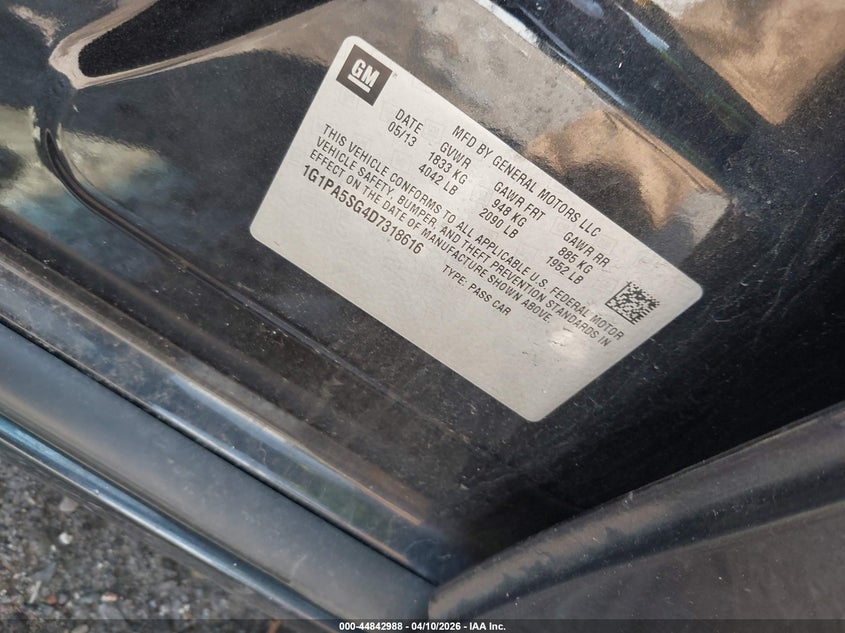 GM
MFD BY GENERAL MOTORS LLC
DATE GVWR GAWR FRT GAWR RR
05/13 1833 KG 948 KG 885 KG
4042 LB 2090 LB 1952 LB
THIS VEHICLE CONFORMS TO ALL APPLICABLE U.S. FEDERAL MOTOR
VEHICLE SAFETY, BUMPER, AND THEFT PREVENTION STANDARDS IN
EFFECT ON THE DATE OF MANUFACTURE SHOWN ABOVE.
1G1PA5SG4D7318616
TYPE: PASS CAR
000-44842988 - 04/10/2026 - IAA Inc.